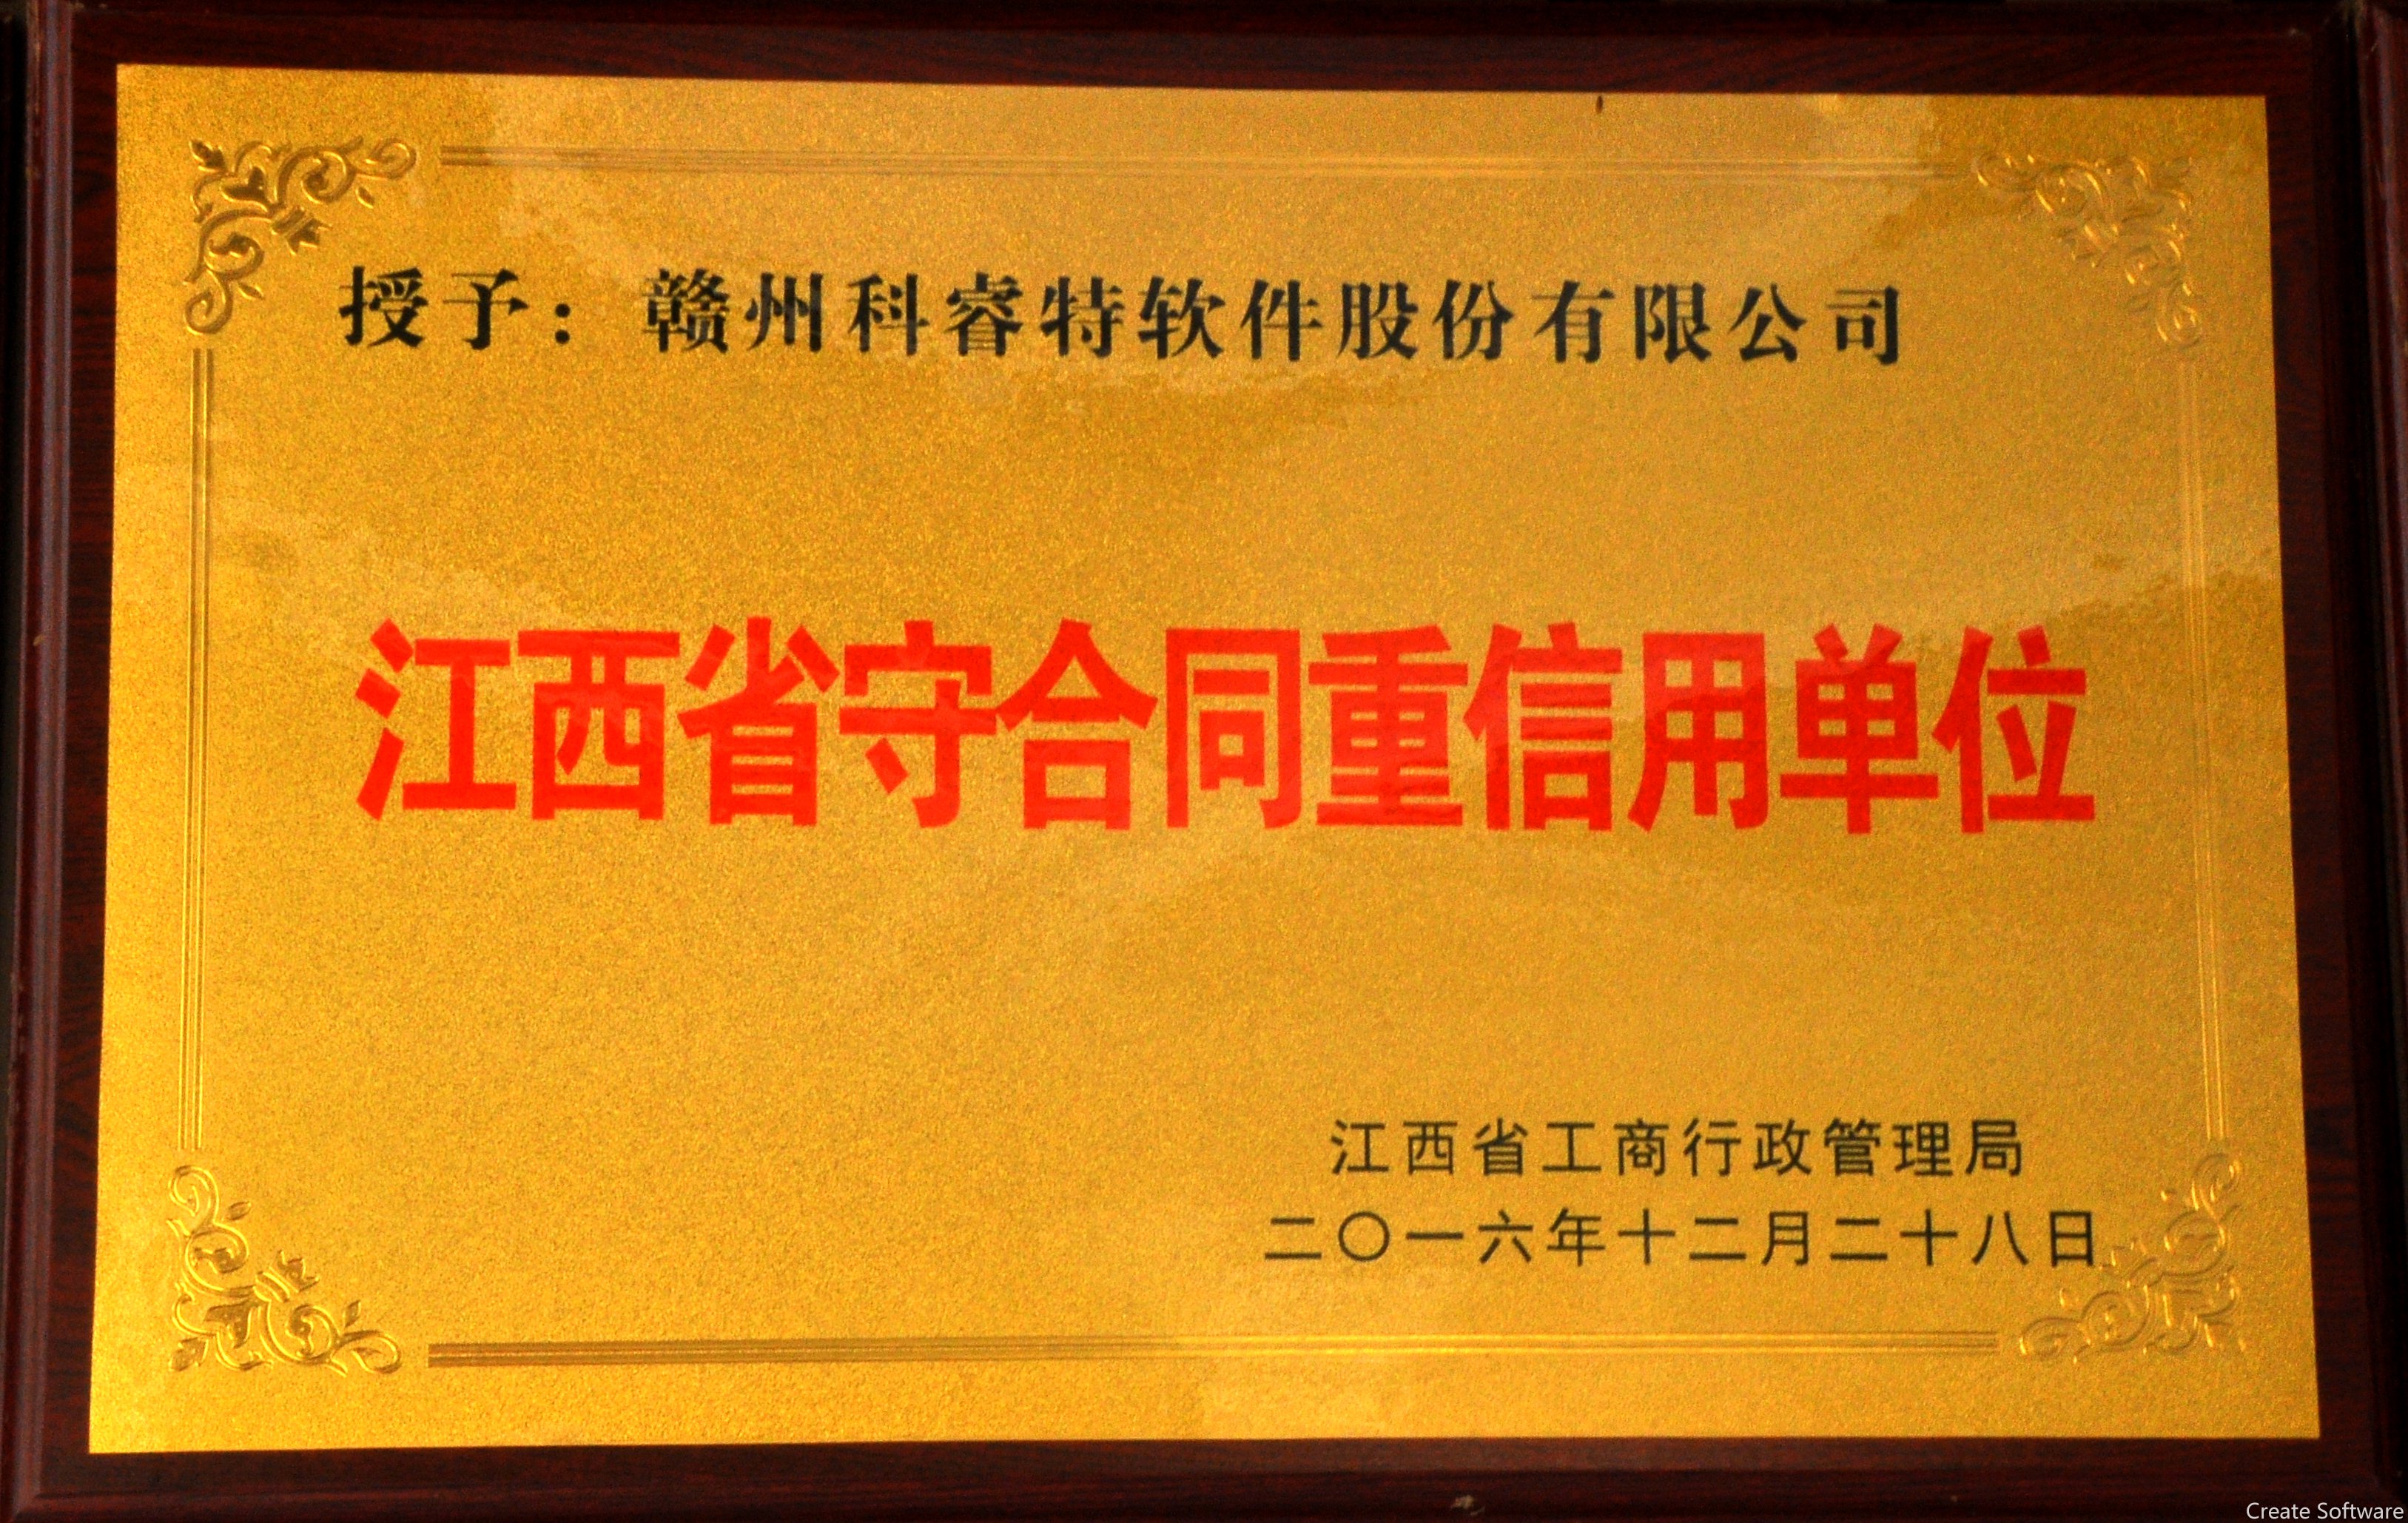 授予：赣州科睿特软件股份有限公司
江西省守合同重信用单位
江西省工商行政管理局
二〇一六年十二月二十八日
Create Software